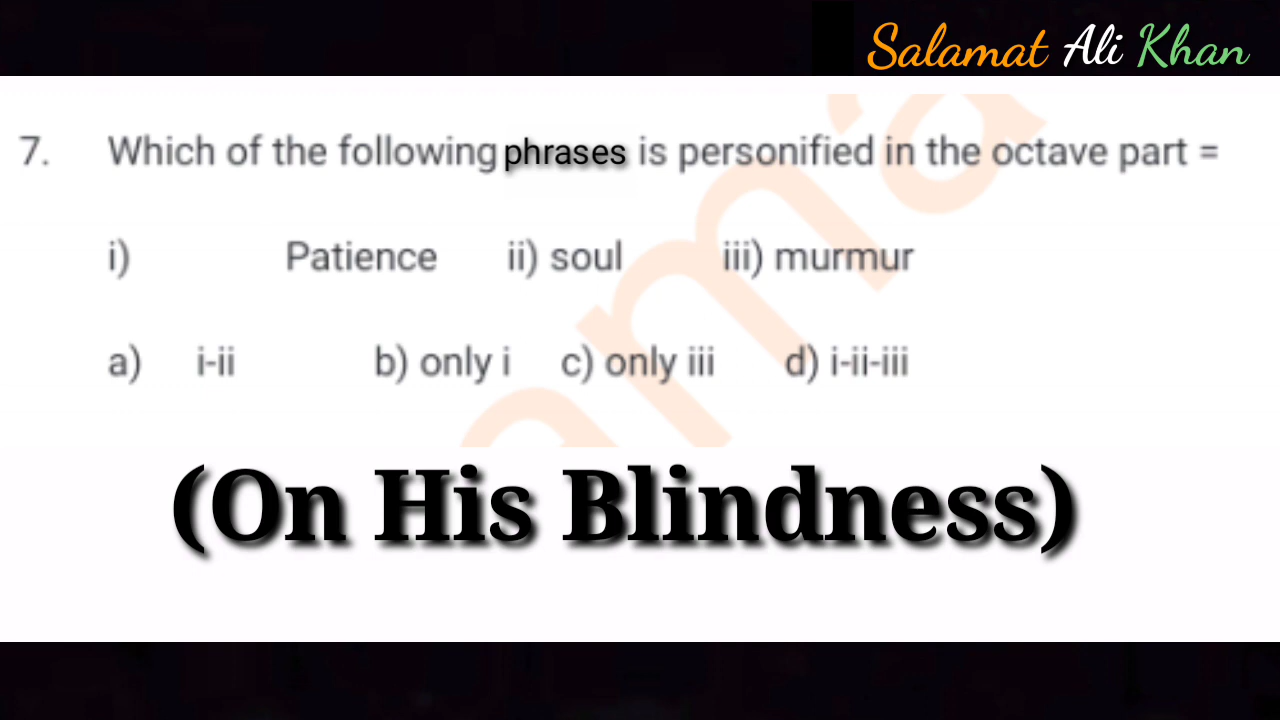 Salamat Ali Khan
7. Which of the following phrases is personified in the octave part =
i) Patience ii) soul iii) murmur
a) i-ii b) only i c) only iii d) i-ii-iii
(On His Blindness)